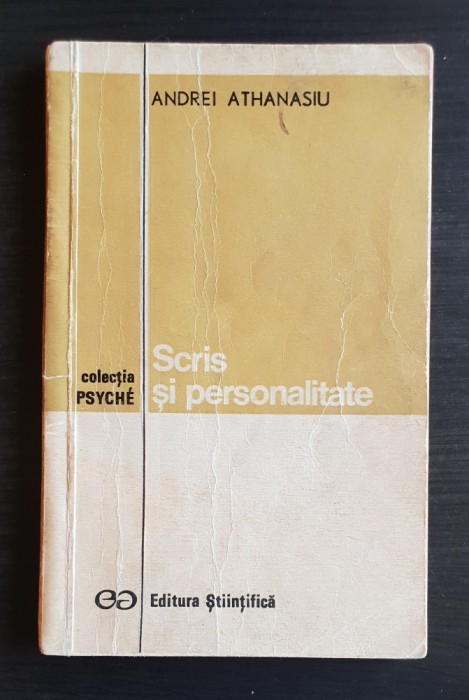 ANDREI ATHANASIU
Scris
și personalitate
colecția
PSYCHÉ
Editura Științifică